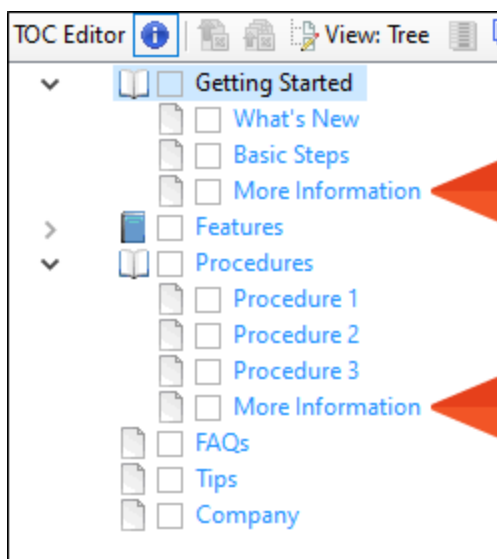 TOC Editor View: Tree
Getting Started
What's New
Basic Steps
More Information
Features
Procedures
Procedure 1
Procedure 2
Procedure 3
More Information
FAQs
Tips
Company